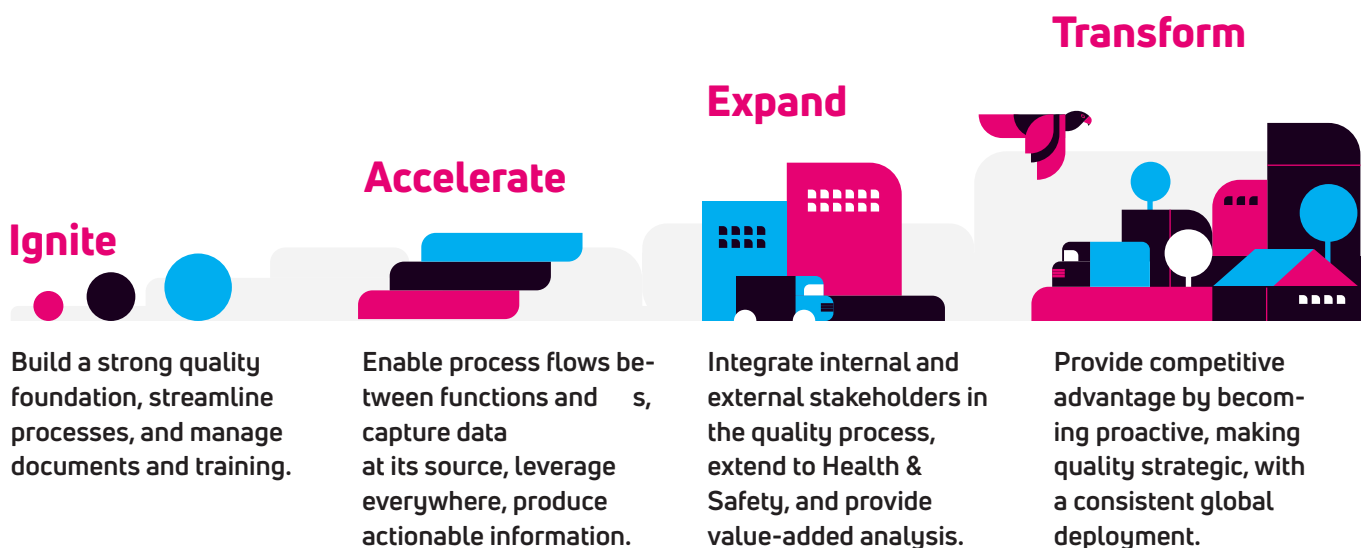 Ignite
Build a strong quality
foundation, streamline
processes, and manage
documents and training.
Accelerate
Enable process flows be-
tween functions and s,
capture data
at its source, leverage
everywhere, produce
actionable information.
Expand
Integrate internal and
external stakeholders in
the quality process,
extend to Health &
Safety, and provide
value-added analysis.
Transform
Provide competitive
advantage by becom-
ing proactive, making
quality strategic, with
a consistent global
deployment.